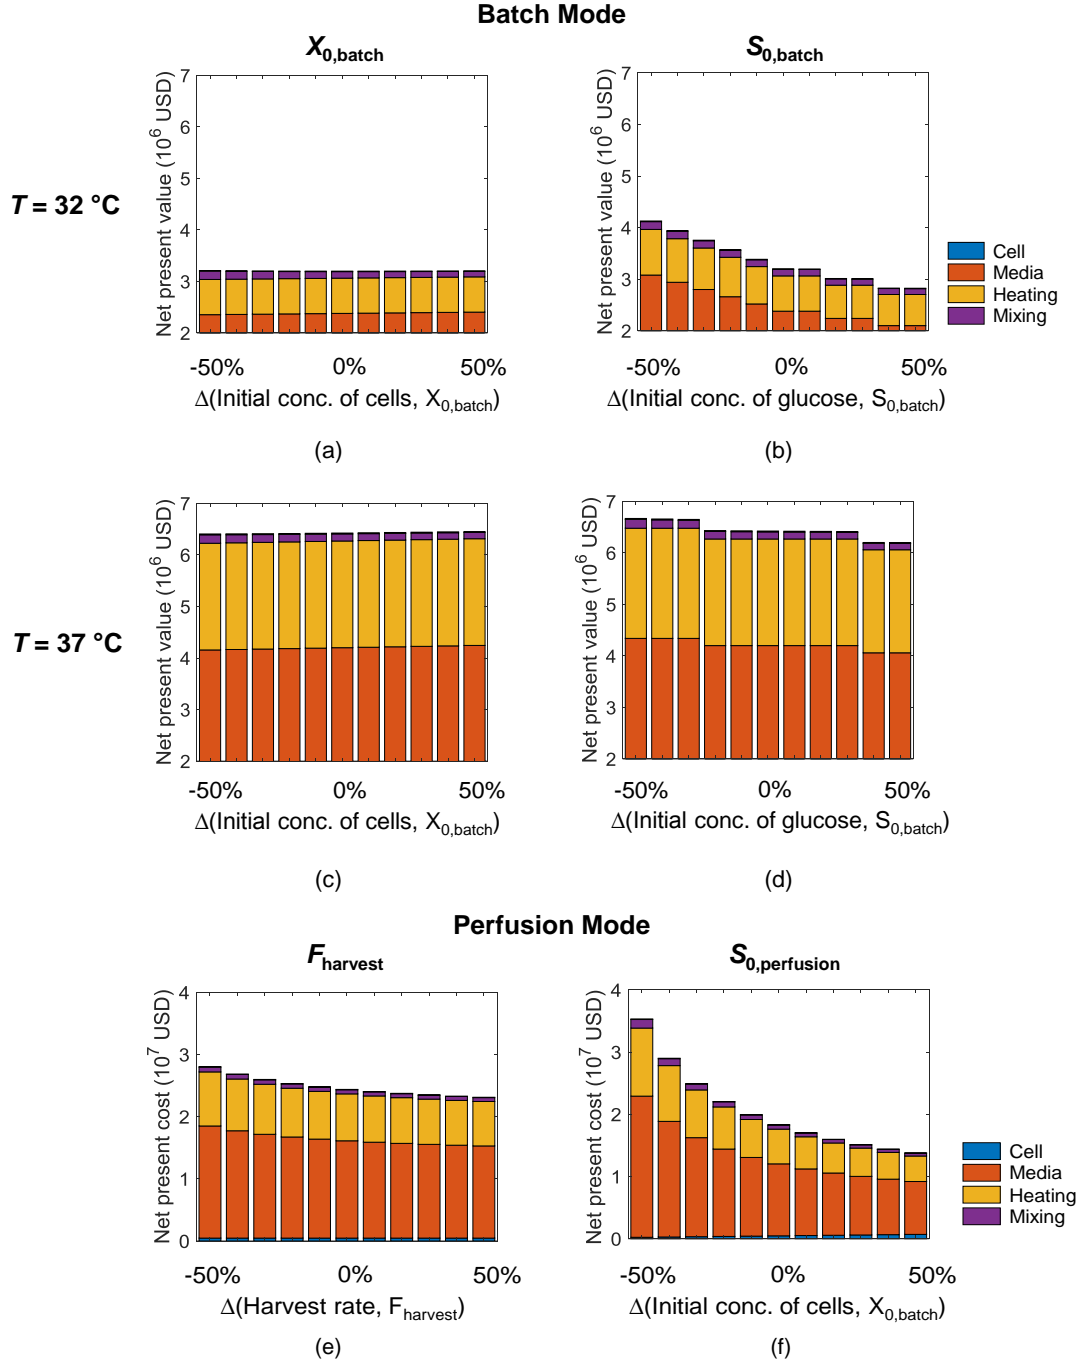 Batch Mode
X0,batch
S0,batch
T = 32 °C
Net present value (10^6 USD)
7
6
5
4
3
2
-50% 0% 50%
Δ(Initial conc. of cells, X0,batch)
(a)
Net present value (10^6 USD)
7
6
5
4
3
2
-50% 0% 50%
Δ(Initial conc. of glucose, S0,batch)
(b)
Cell
Media
Heating
Mixing
T = 37 °C
Net present value (10^6 USD)
7
6
5
4
3
2
-50% 0% 50%
Δ(Initial conc. of cells, X0,batch)
(c)
Net present value (10^6 USD)
7
6
5
4
3
2
-50% 0% 50%
Δ(Initial conc. of glucose, S0,batch)
(d)
Perfusion Mode
Fharvest
S0,perfusion
Net present cost (10^7 USD)
4
3
2
1
0
-50% 0% 50%
Δ(Harvest rate, Fharvest)
(e)
Net present cost (10^7 USD)
4
3
2
1
0
-50% 0% 50%
Δ(Initial conc. of cells, X0,batch)
(f)
Cell
Media
Heating
Mixing